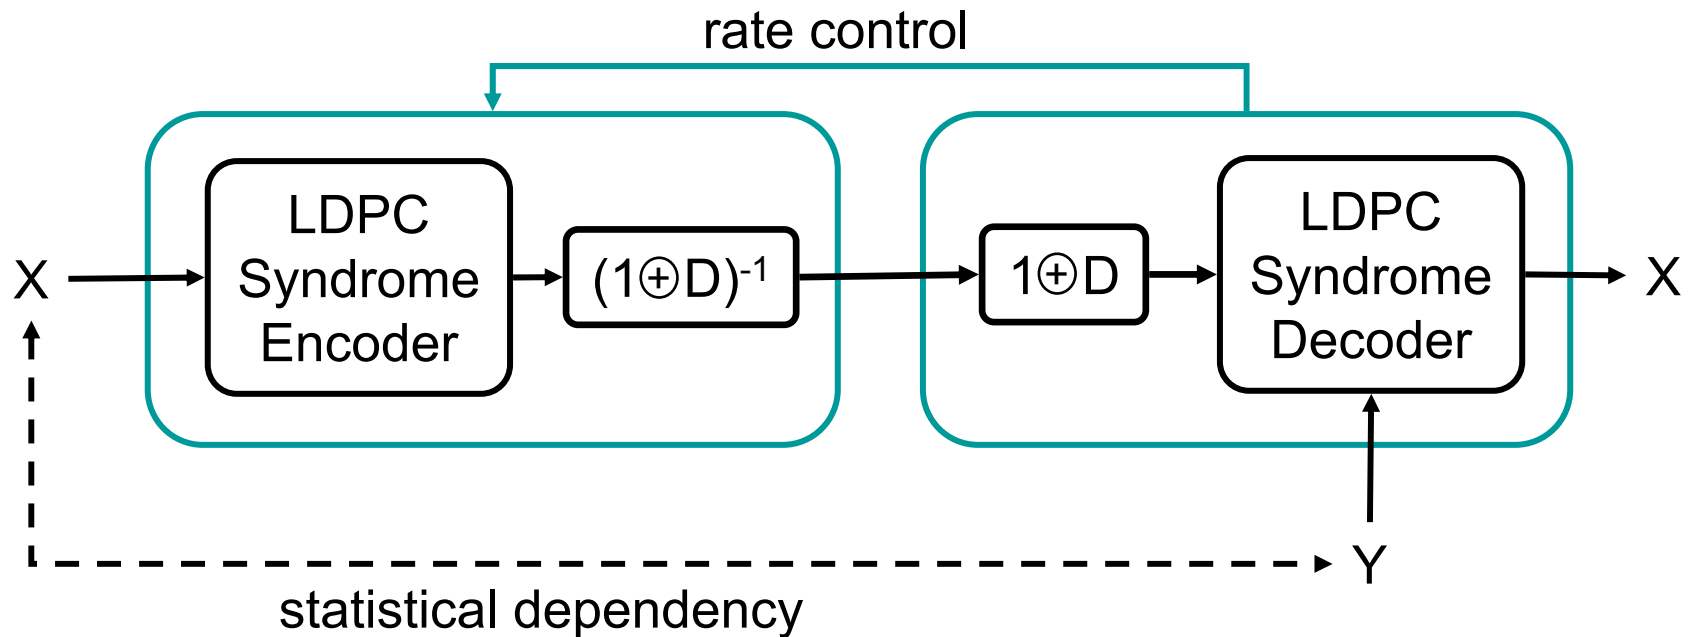 rate control
LDPC
Syndrome
Encoder
(1⊕D)⁻¹
1⊕D
LDPC
Syndrome
Decoder
X
X
Y
statistical dependency